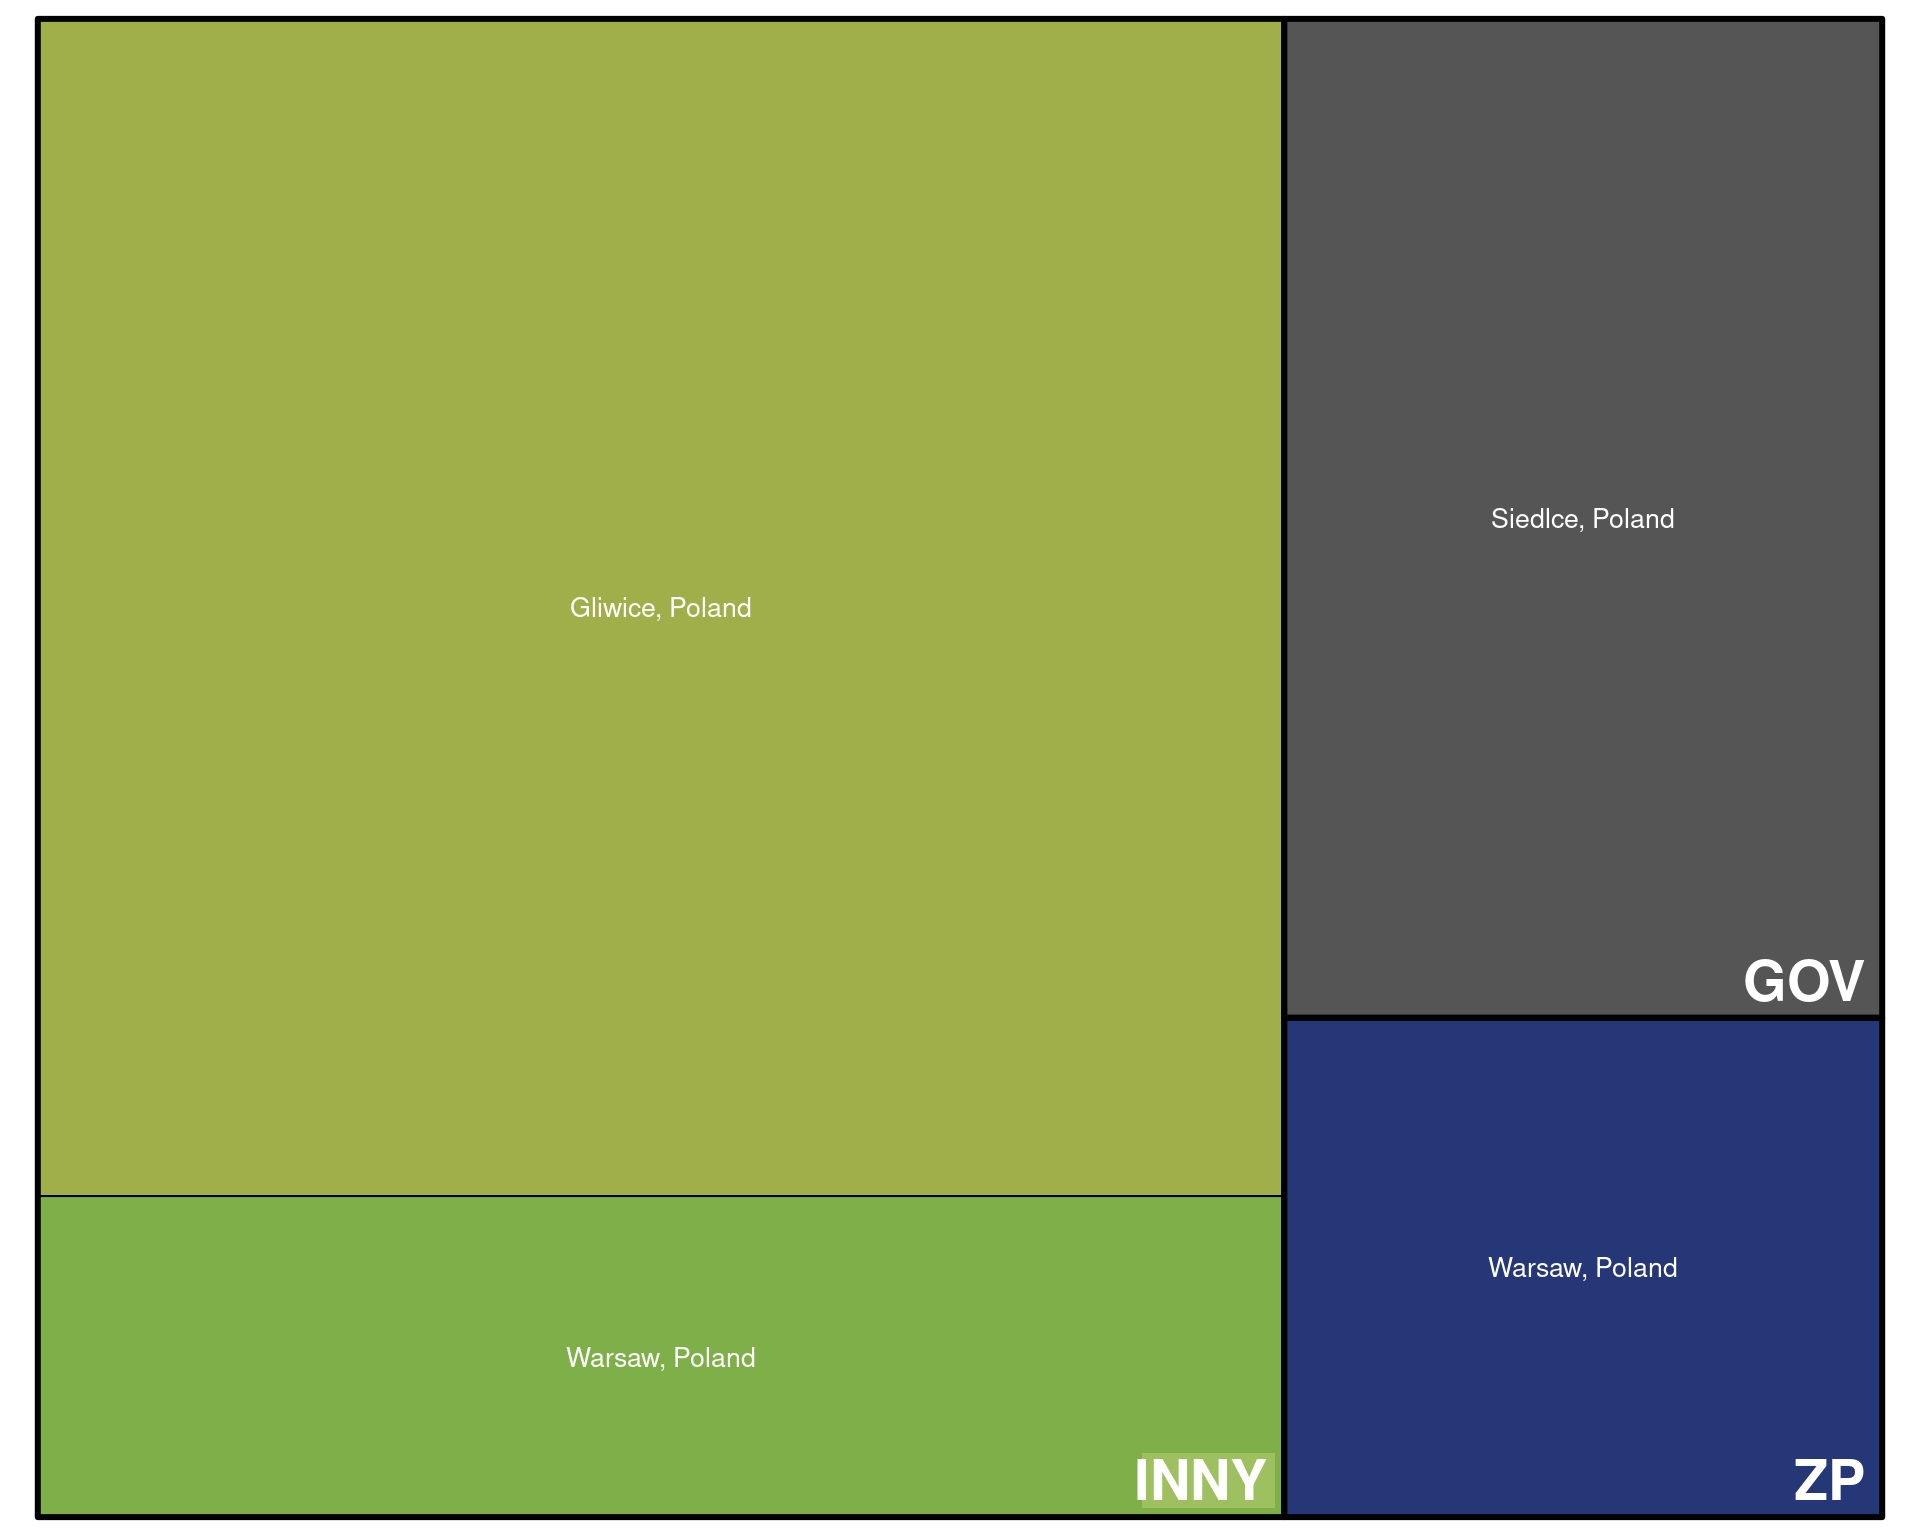 Gliwice, Poland
Warsaw, Poland
INNY
Siedlce, Poland
GOV
Warsaw, Poland
ZP